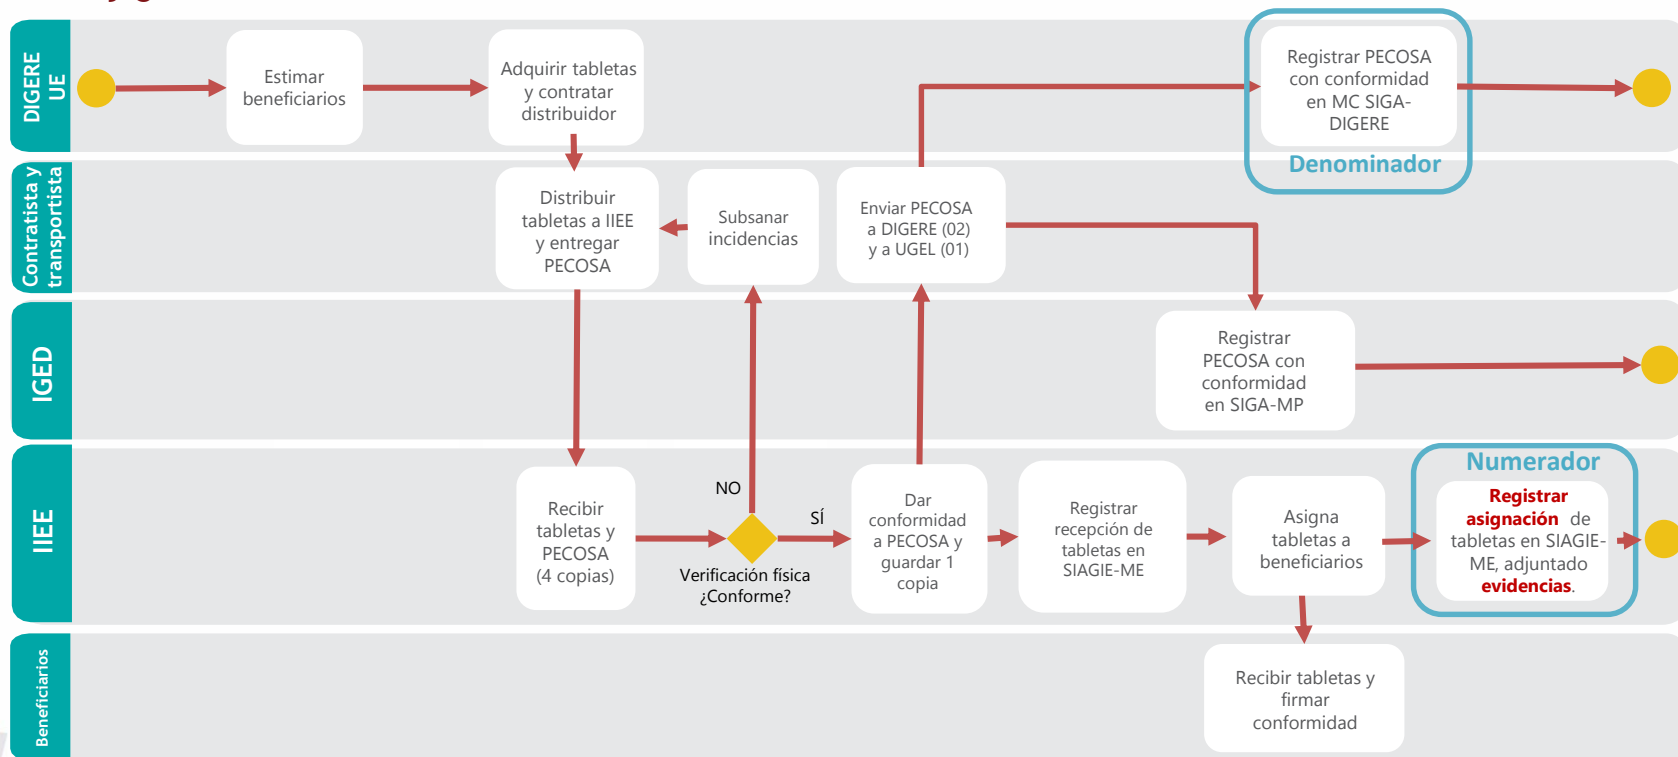 DIGERE
UE
Estimar
beneficiarios
Adquirir tabletas
y contratar
distribuidor
Registrar PECOSA
con conformidad
en MC SIGA-
DIGERE
Denominador
Contratista y
transportista
Distribuir
tabletas a IIEE
y entregar
PECOSA
Subsanar
incidencias
Enviar PECOSA
a DIGERE (02)
y a UGEL (01)
IGED
Registrar
PECOSA con
conformidad
en SIGA-MP
IIEE
Recibir
tabletas y
PECOSA
(4 copias)
NO
SÍ
Verificación física
¿Conforme?
Dar
conformidad
a PECOSA y
guardar 1
copia
Registrar
recepción de
tabletas en
SIAGIE-ME
Asigna
tabletas a
beneficiarios
Numerador
Registrar
asignación de
tabletas en SIAGIE-
ME, adjuntado
evidencias.
Beneficiarios
Recibir tabletas y
firmar
conformidad